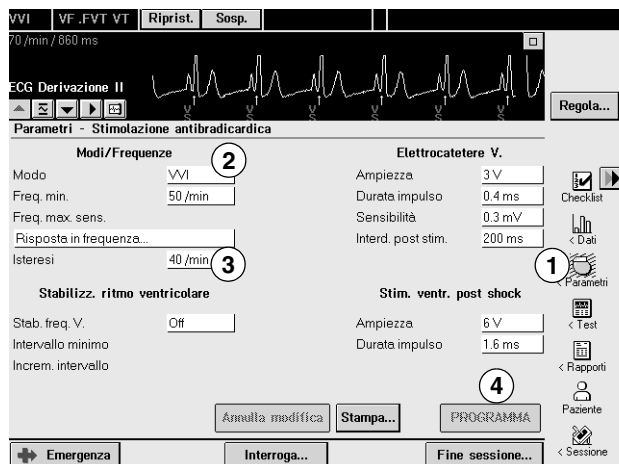 VVI VF .FVT VT Riprist. Sosp.
70 /min / 860 ms
ECG Derivazione II
V S V S V S V S V S V S
Regola...
Parametri - Stimolazione antibradicardica
Modi/Frequenze
2
Modo VVI
Freq. min. 50 /min
Freq. max. sens.
Risposta in frequenza...
Isteresi 40 /min
3
Elettrocatetere V.
Ampiezza 3 V
Durata impulso 0.4 ms
Sensibilità 0.3 mV
Interd. post stim. 200 ms
Stabilizz. ritmo ventricolare
Stab. freq. V. Off
Intervallo minimo
Increm. intervallo
Stim. ventr. post shock
Ampiezza 6 V
Durata impulso 1.6 ms
4
Annulla modifica Stampa... PROGRAMMA
Emergenza Interroga... Fine sessione...
Checklist
< Dati
1
< Parametri
< Test
< Rapporti
Paziente
< Sessione